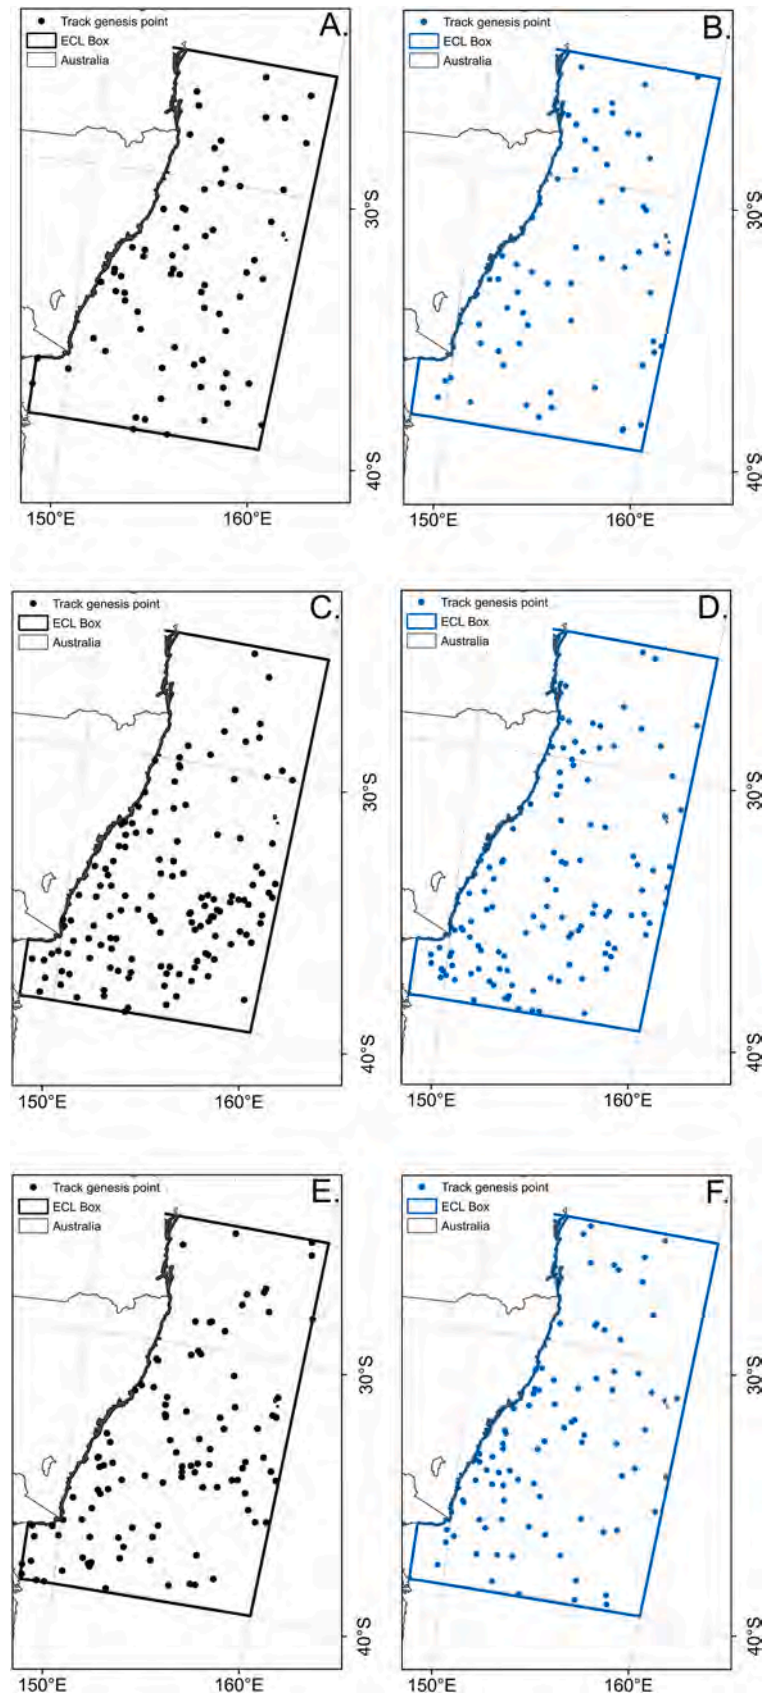 Track genesis point
ECL Box
Australia
A.
30°S
40°S
150°E 160°E
Track genesis point
ECL Box
Australia
B.
30°S
40°S
150°E 160°E
Track genesis point
ECL Box
Australia
C.
30°S
40°S
150°E 160°E
Track genesis point
ECL Box
Australia
D.
30°S
40°S
150°E 160°E
Track genesis point
ECL Box
Australia
E.
30°S
40°S
150°E 160°E
Track genesis point
ECL Box
Australia
F.
30°S
40°S
150°E 160°E